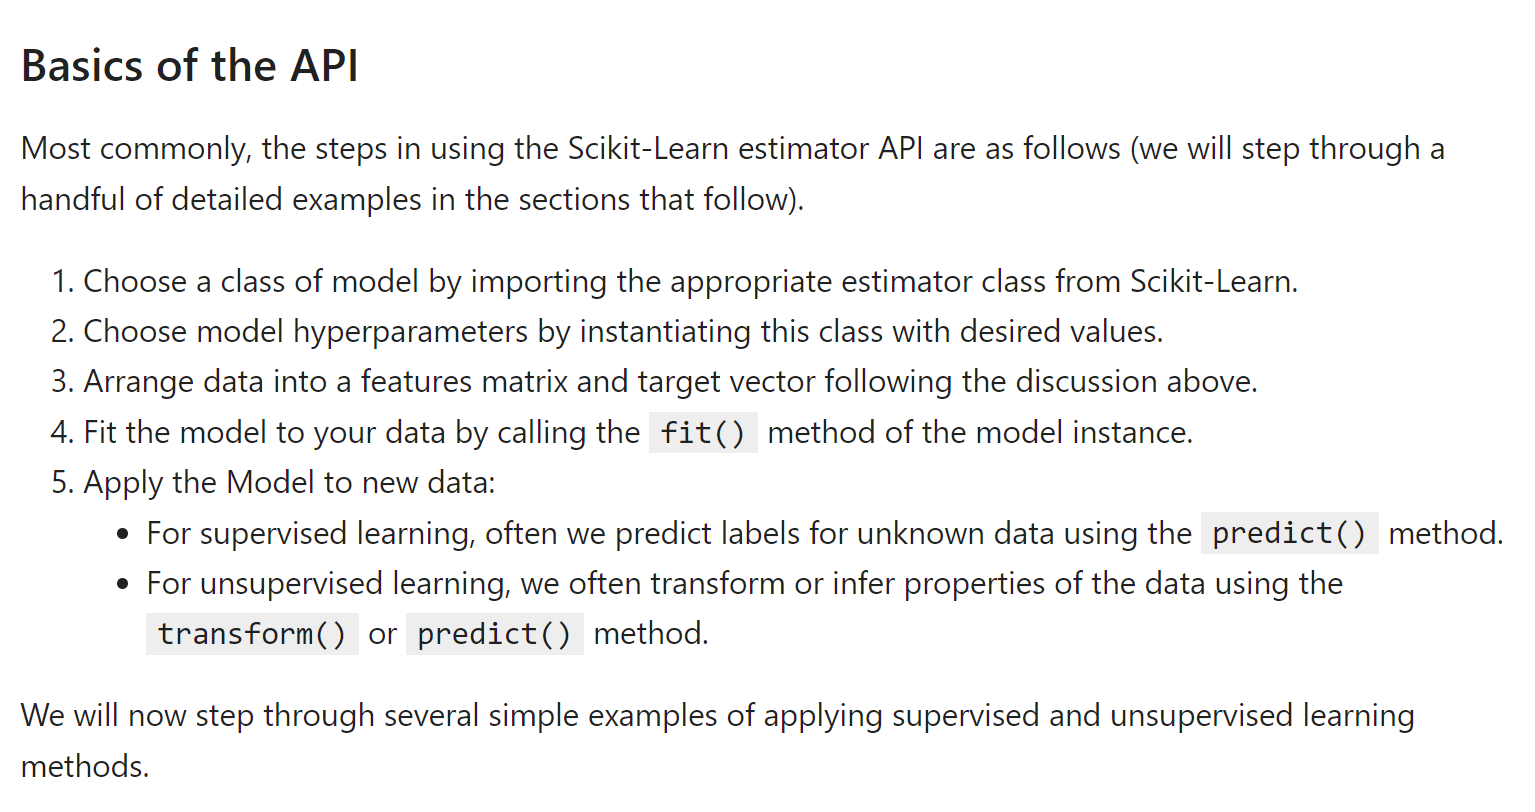 Basics of the API
Most commonly, the steps in using the Scikit-Learn estimator API are as follows (we will step through a
handful of detailed examples in the sections that follow).
1. Choose a class of model by importing the appropriate estimator class from Scikit-Learn.
2. Choose model hyperparameters by instantiating this class with desired values.
3. Arrange data into a features matrix and target vector following the discussion above.
4. Fit the model to your data by calling the fit() method of the model instance.
5. Apply the Model to new data:
• For supervised learning, often we predict labels for unknown data using the predict() method.
• For unsupervised learning, we often transform or infer properties of the data using the
transform() or predict() method.
We will now step through several simple examples of applying supervised and unsupervised learning
methods.